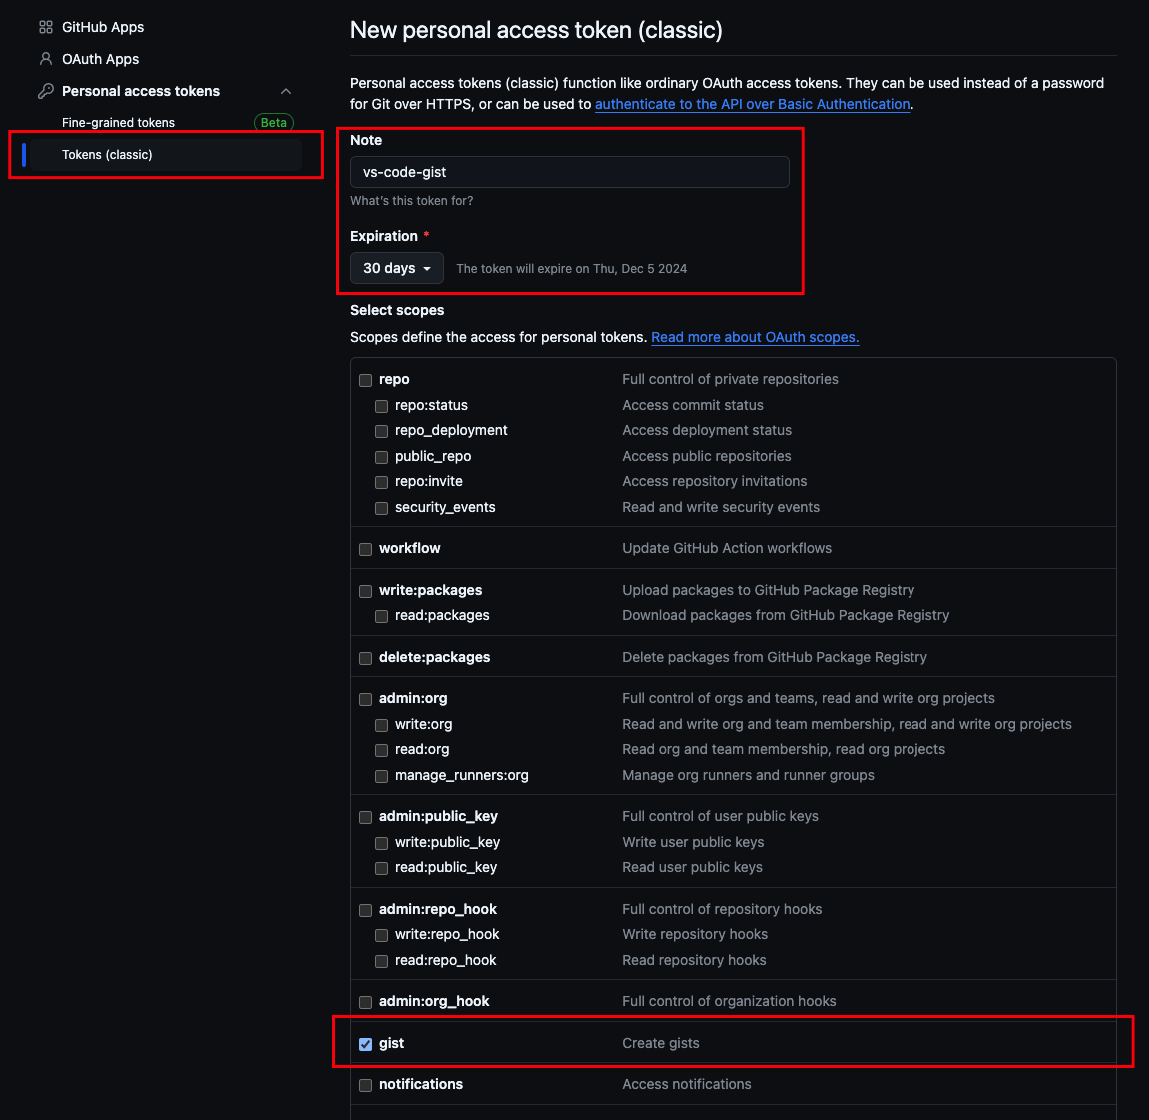 GitHub Apps
OAuth Apps
Personal access tokens
Fine-grained tokens Beta
Tokens (classic)
New personal access token (classic)
Personal access tokens (classic) function like ordinary OAuth access tokens. They can be used instead of a password
for Git over HTTPS, or can be used to authenticate to the API over Basic Authentication.
Note
vs-code-gist
What's this token for?
Expiration *
30 days The token will expire on Thu, Dec 5 2024
Select scopes
Scopes define the access for personal tokens. Read more about OAuth scopes.
repo Full control of private repositories
repo:status Access commit status
repo_deployment Access deployment status
public_repo Access public repositories
repo:invite Access repository invitations
security_events Read and write security events
workflow Update GitHub Action workflows
write:packages Upload packages to GitHub Package Registry
read:packages Download packages from GitHub Package Registry
delete:packages Delete packages from GitHub Package Registry
admin:org Full control of orgs and teams, read and write org projects
write:org Read and write org and team membership, read and write org projects
read:org Read org and team membership, read org projects
manage_runners:org Manage org runners and runner groups
admin:public_key Full control of user public keys
write:public_key Write user public keys
read:public_key Read user public keys
admin:repo_hook Full control of repository hooks
write:repo_hook Write repository hooks
read:repo_hook Read repository hooks
admin:org_hook Full control of organization hooks
gist Create gists
notifications Access notifications